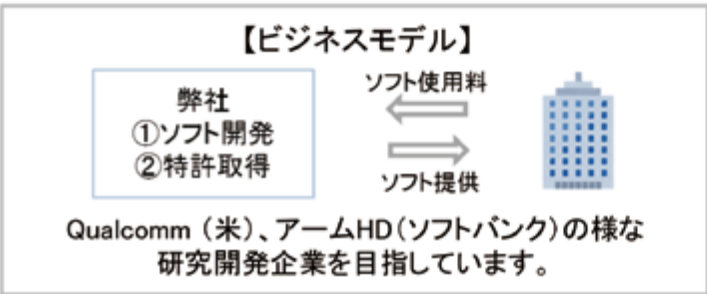 【ビジネスモデル】
弊社
①ソフト開発
②特許取得
ソフト使用料
ソフト提供
Qualcomm（米）、アームHD（ソフトバンク）の様な
研究開発企業を目指しています。